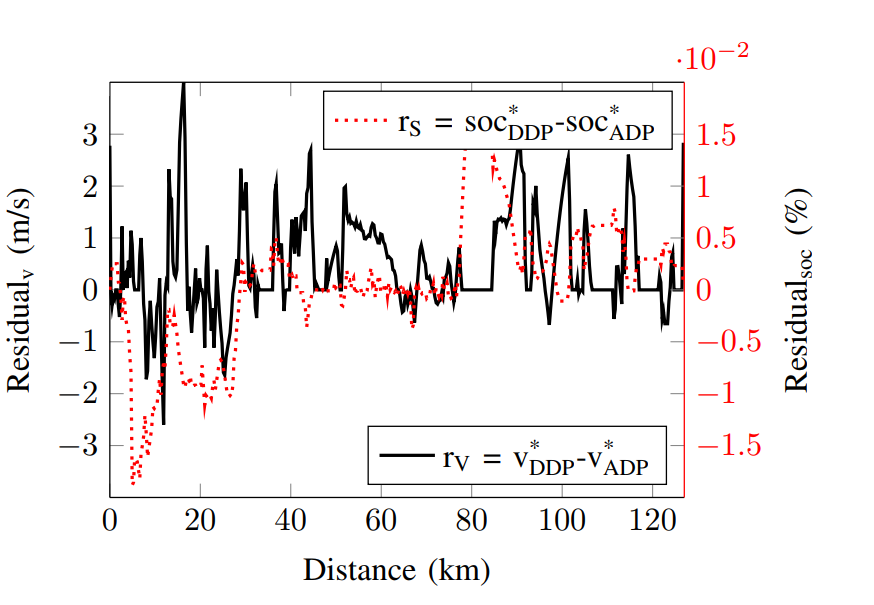 ·10⁻²
r_S = soc*_DDP-soc*_ADP
3
2
1
0
−1
−2
−3
1.5
1
0.5
0
−0.5
−1
−1.5
Residual_v (m/s)
Residual_soc (%)
r_V = v*_DDP-v*_ADP
0 20 40 60 80 100 120
Distance (km)